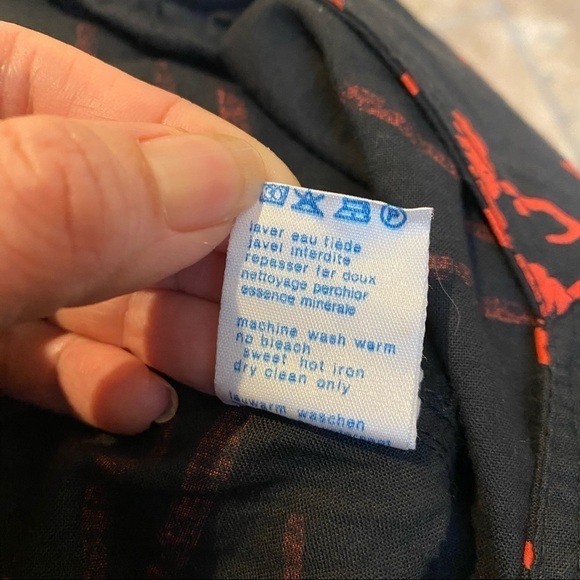 30 P
laver eau tiède
javel interdite
repasser fer doux
nettoyage perchlor
essence minérale
machine wash warm
no bleach
sweet hot iron
dry clean only
lauwarm waschen